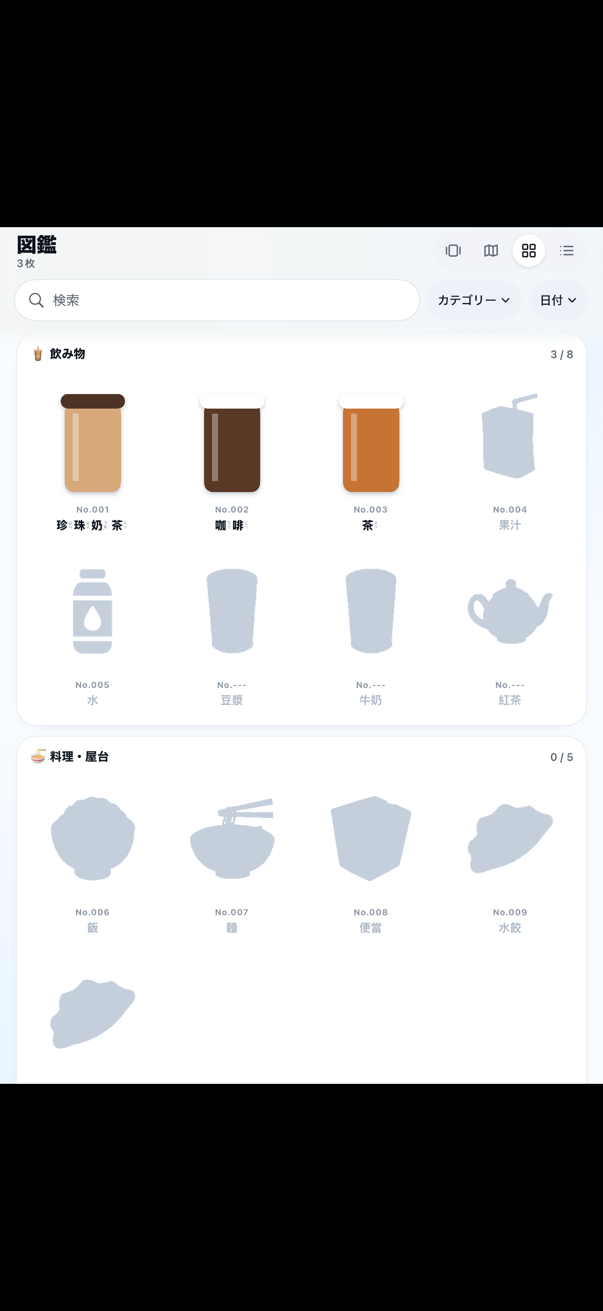 図鑑
3枚
検索
カテゴリー
日付
飲み物
3 / 8
No.001
珍珠奶茶
No.002
咖啡
No.003
茶
No.004
果汁
No.005
水
No.---
豆漿
No.---
牛奶
No.---
紅茶
料理・屋台
0 / 5
No.006
飯
No.007
麵
No.008
便當
No.009
水餃